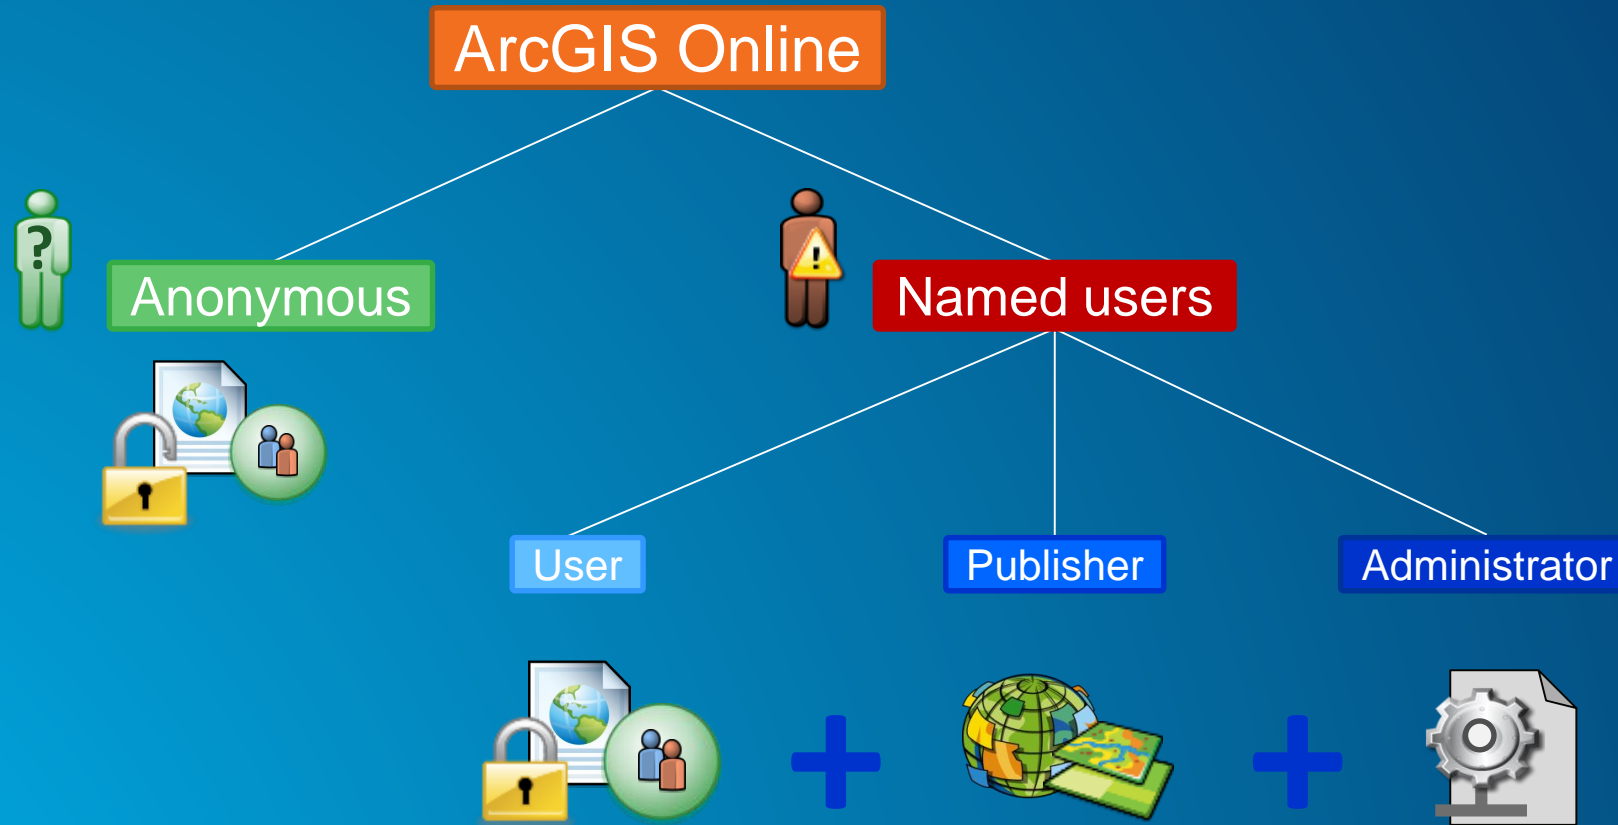 ArcGIS Online
?
Anonymous
!
Named users
User
Publisher
Administrator